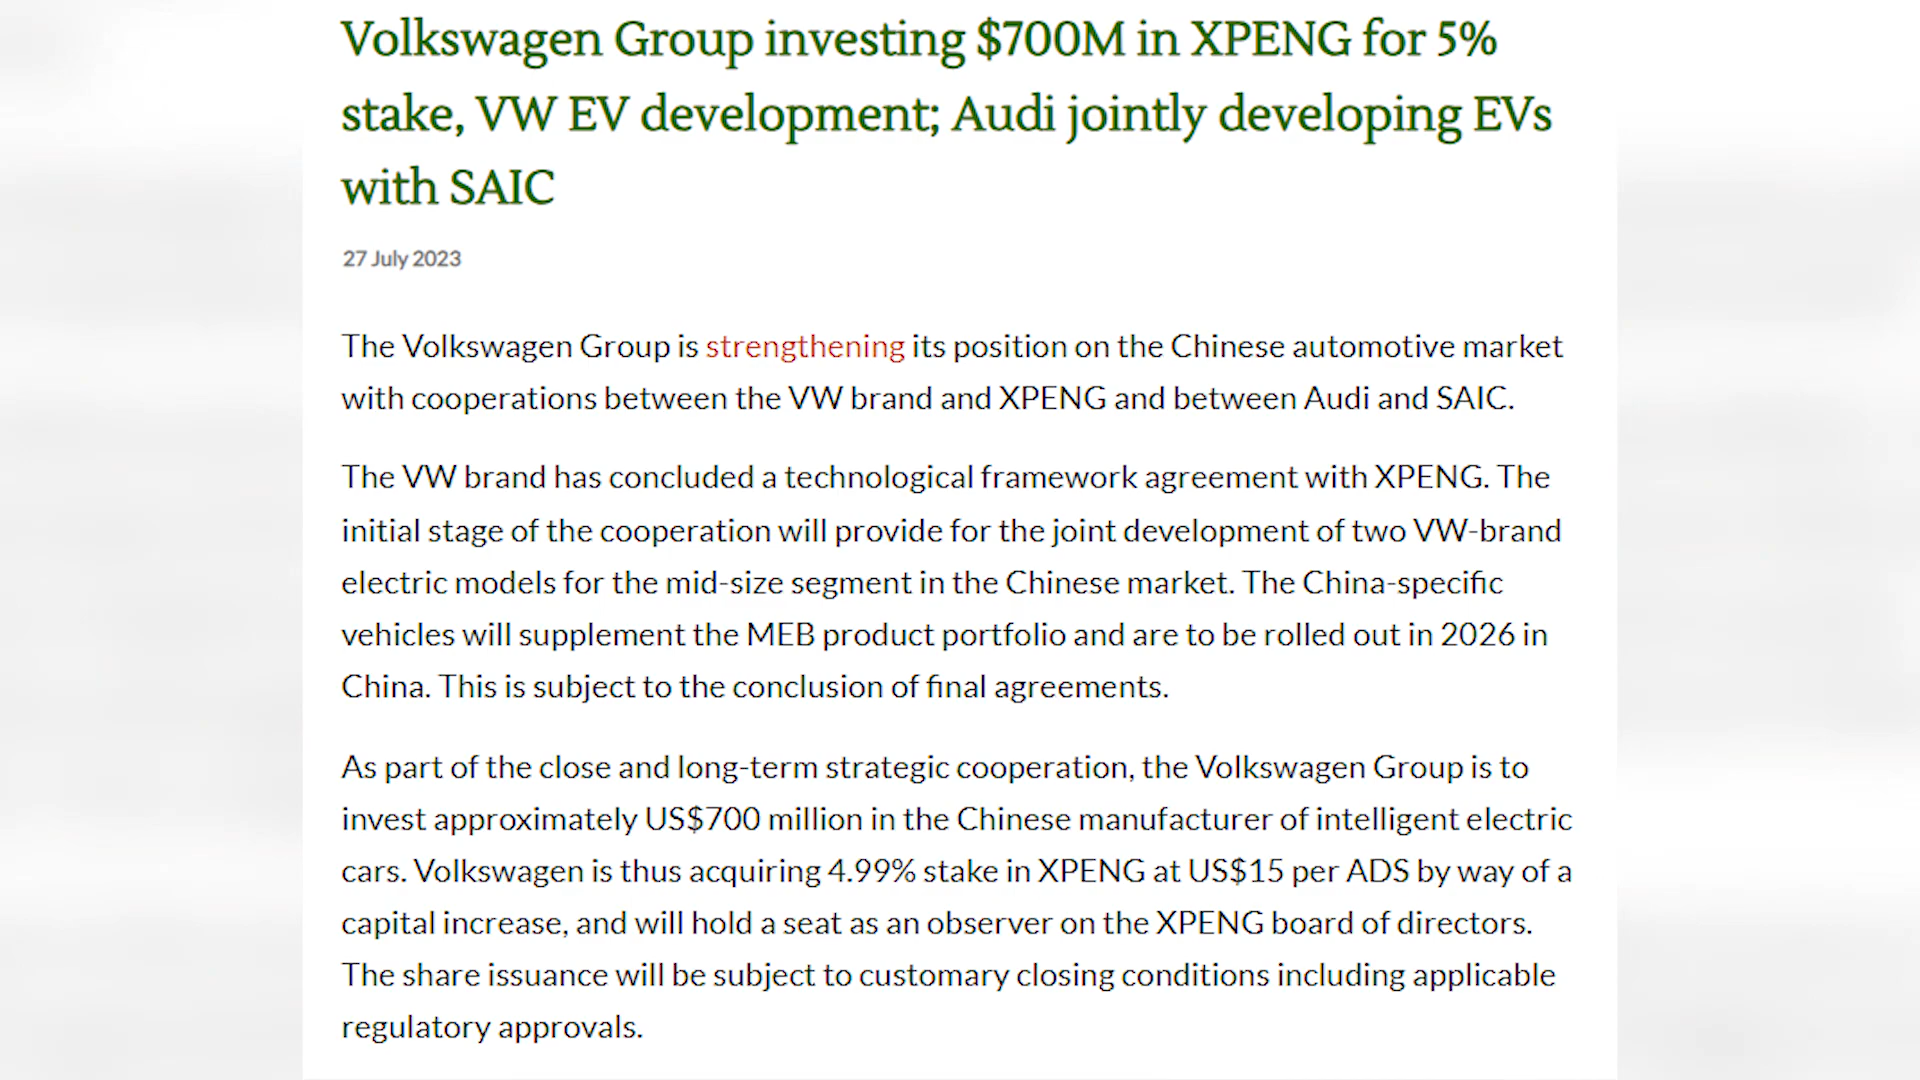 Volkswagen Group investing $700M in XPENG for 5%
stake, VW EV development; Audi jointly developing EVs
with SAIC
27 July 2023
The Volkswagen Group is strengthening its position on the Chinese automotive market
with cooperations between the VW brand and XPENG and between Audi and SAIC.
The VW brand has concluded a technological framework agreement with XPENG. The
initial stage of the cooperation will provide for the joint development of two VW-brand
electric models for the mid-size segment in the Chinese market. The China-specific
vehicles will supplement the MEB product portfolio and are to be rolled out in 2026 in
China. This is subject to the conclusion of final agreements.
As part of the close and long-term strategic cooperation, the Volkswagen Group is to
invest approximately US$700 million in the Chinese manufacturer of intelligent electric
cars. Volkswagen is thus acquiring 4.99% stake in XPENG at US$15 per ADS by way of a
capital increase, and will hold a seat as an observer on the XPENG board of directors.
The share issuance will be subject to customary closing conditions including applicable
regulatory approvals.